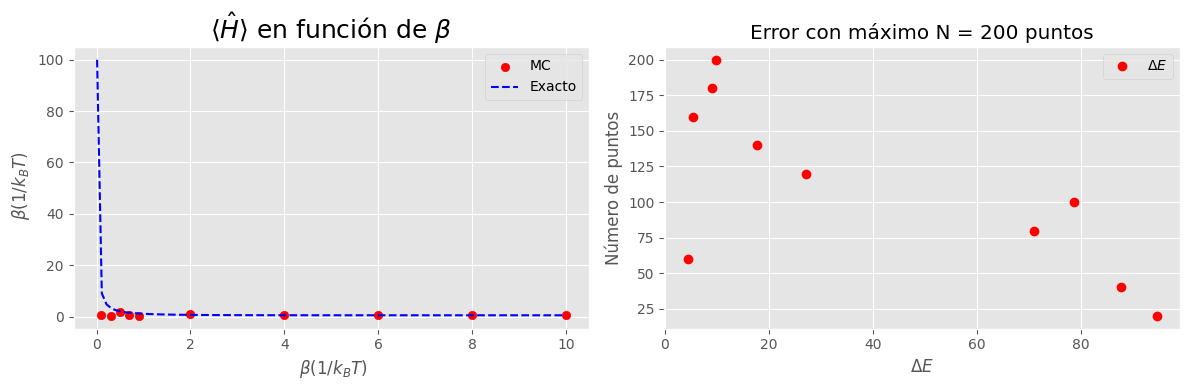 ⟨Ĥ⟩ en función de β
MC
Exacto
100
80
60
40
20
0
β(1/k_BT)
0
2
4
6
8
10
β(1/k_BT)
Error con máximo N = 200 puntos
ΔE
200
175
150
125
100
75
50
25
Número de puntos
0
20
40
60
80
ΔE